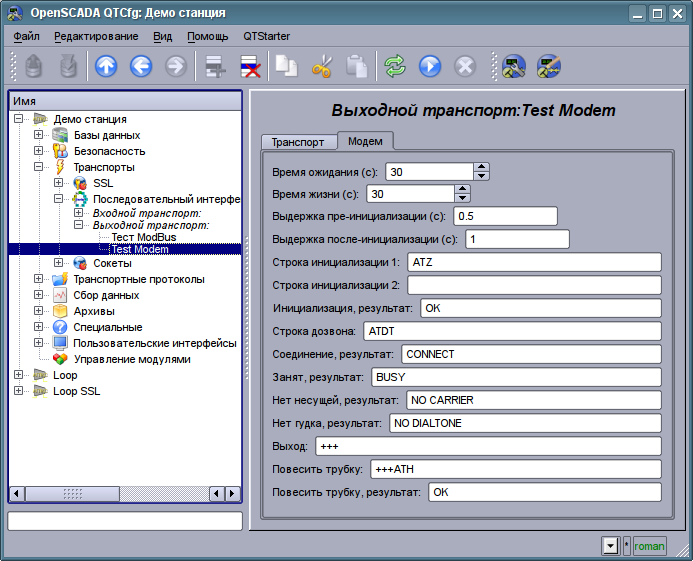 OpenSCADA QTCfg: Демо станция
Файл Редактирование Вид Помощь QTStarter
Имя
Демо станция
Базы данных
Безопасность
Транспорты
SSL
Последовательный интерфе
Входной транспорт:
Выходной транспорт:
Тест ModBus
Test Modem
Сокеты
Транспортные протоколы
Сбор данных
Архивы
Специальные
Пользовательские интерфейсы
Управление модулями
Loop
Loop SSL
Выходной транспорт:Test Modem
Транспорт Модем
Время ожидания (с): 30
Время жизни (с): 30
Выдержка пре-инициализации (с): 0.5
Выдержка после-инициализации (с): 1
Строка инициализации 1: ATZ
Строка инициализации 2:
Инициализация, результат: OK
Строка дозвона: ATDT
Соединение, результат: CONNECT
Занят, результат: BUSY
Нет несущей, результат: NO CARRIER
Нет гудка, результат: NO DIALTONE
Выход: +++
Повесить трубку: +++ATH
Повесить трубку, результат: OK
* roman